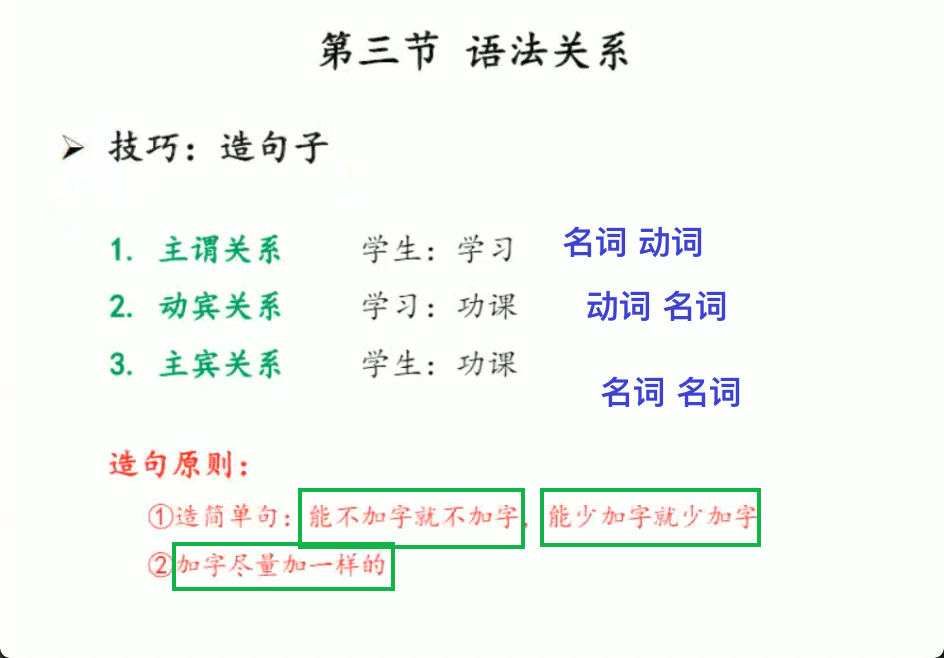 第三节 语法关系
➢ 技巧：造句子
1. 主谓关系 学生：学习 名词 动词
2. 动宾关系 学习：功课 动词 名词
3. 主宾关系 学生：功课
名词 名词
造句原则：
①造简单句：能不加字就不加字，能少加字就少加字
②加字尽量加一样的